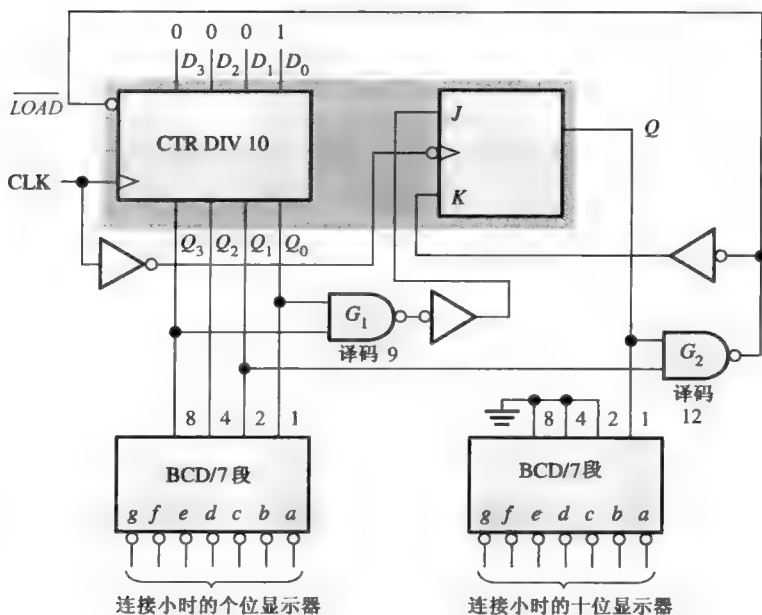 0 0 0 1
D3 D2 D1 D0
LOAD
CTR DIV 10
J
Q
CLK
K
Q3 Q2 Q1 Q0
G1
译码 9
G2
译码
12
8 4 2 1
8 4 2 1
BCD/7段
BCD/7段
g f e d c b a
g f e d c b a
连接小时的个位显示器
连接小时的十位显示器